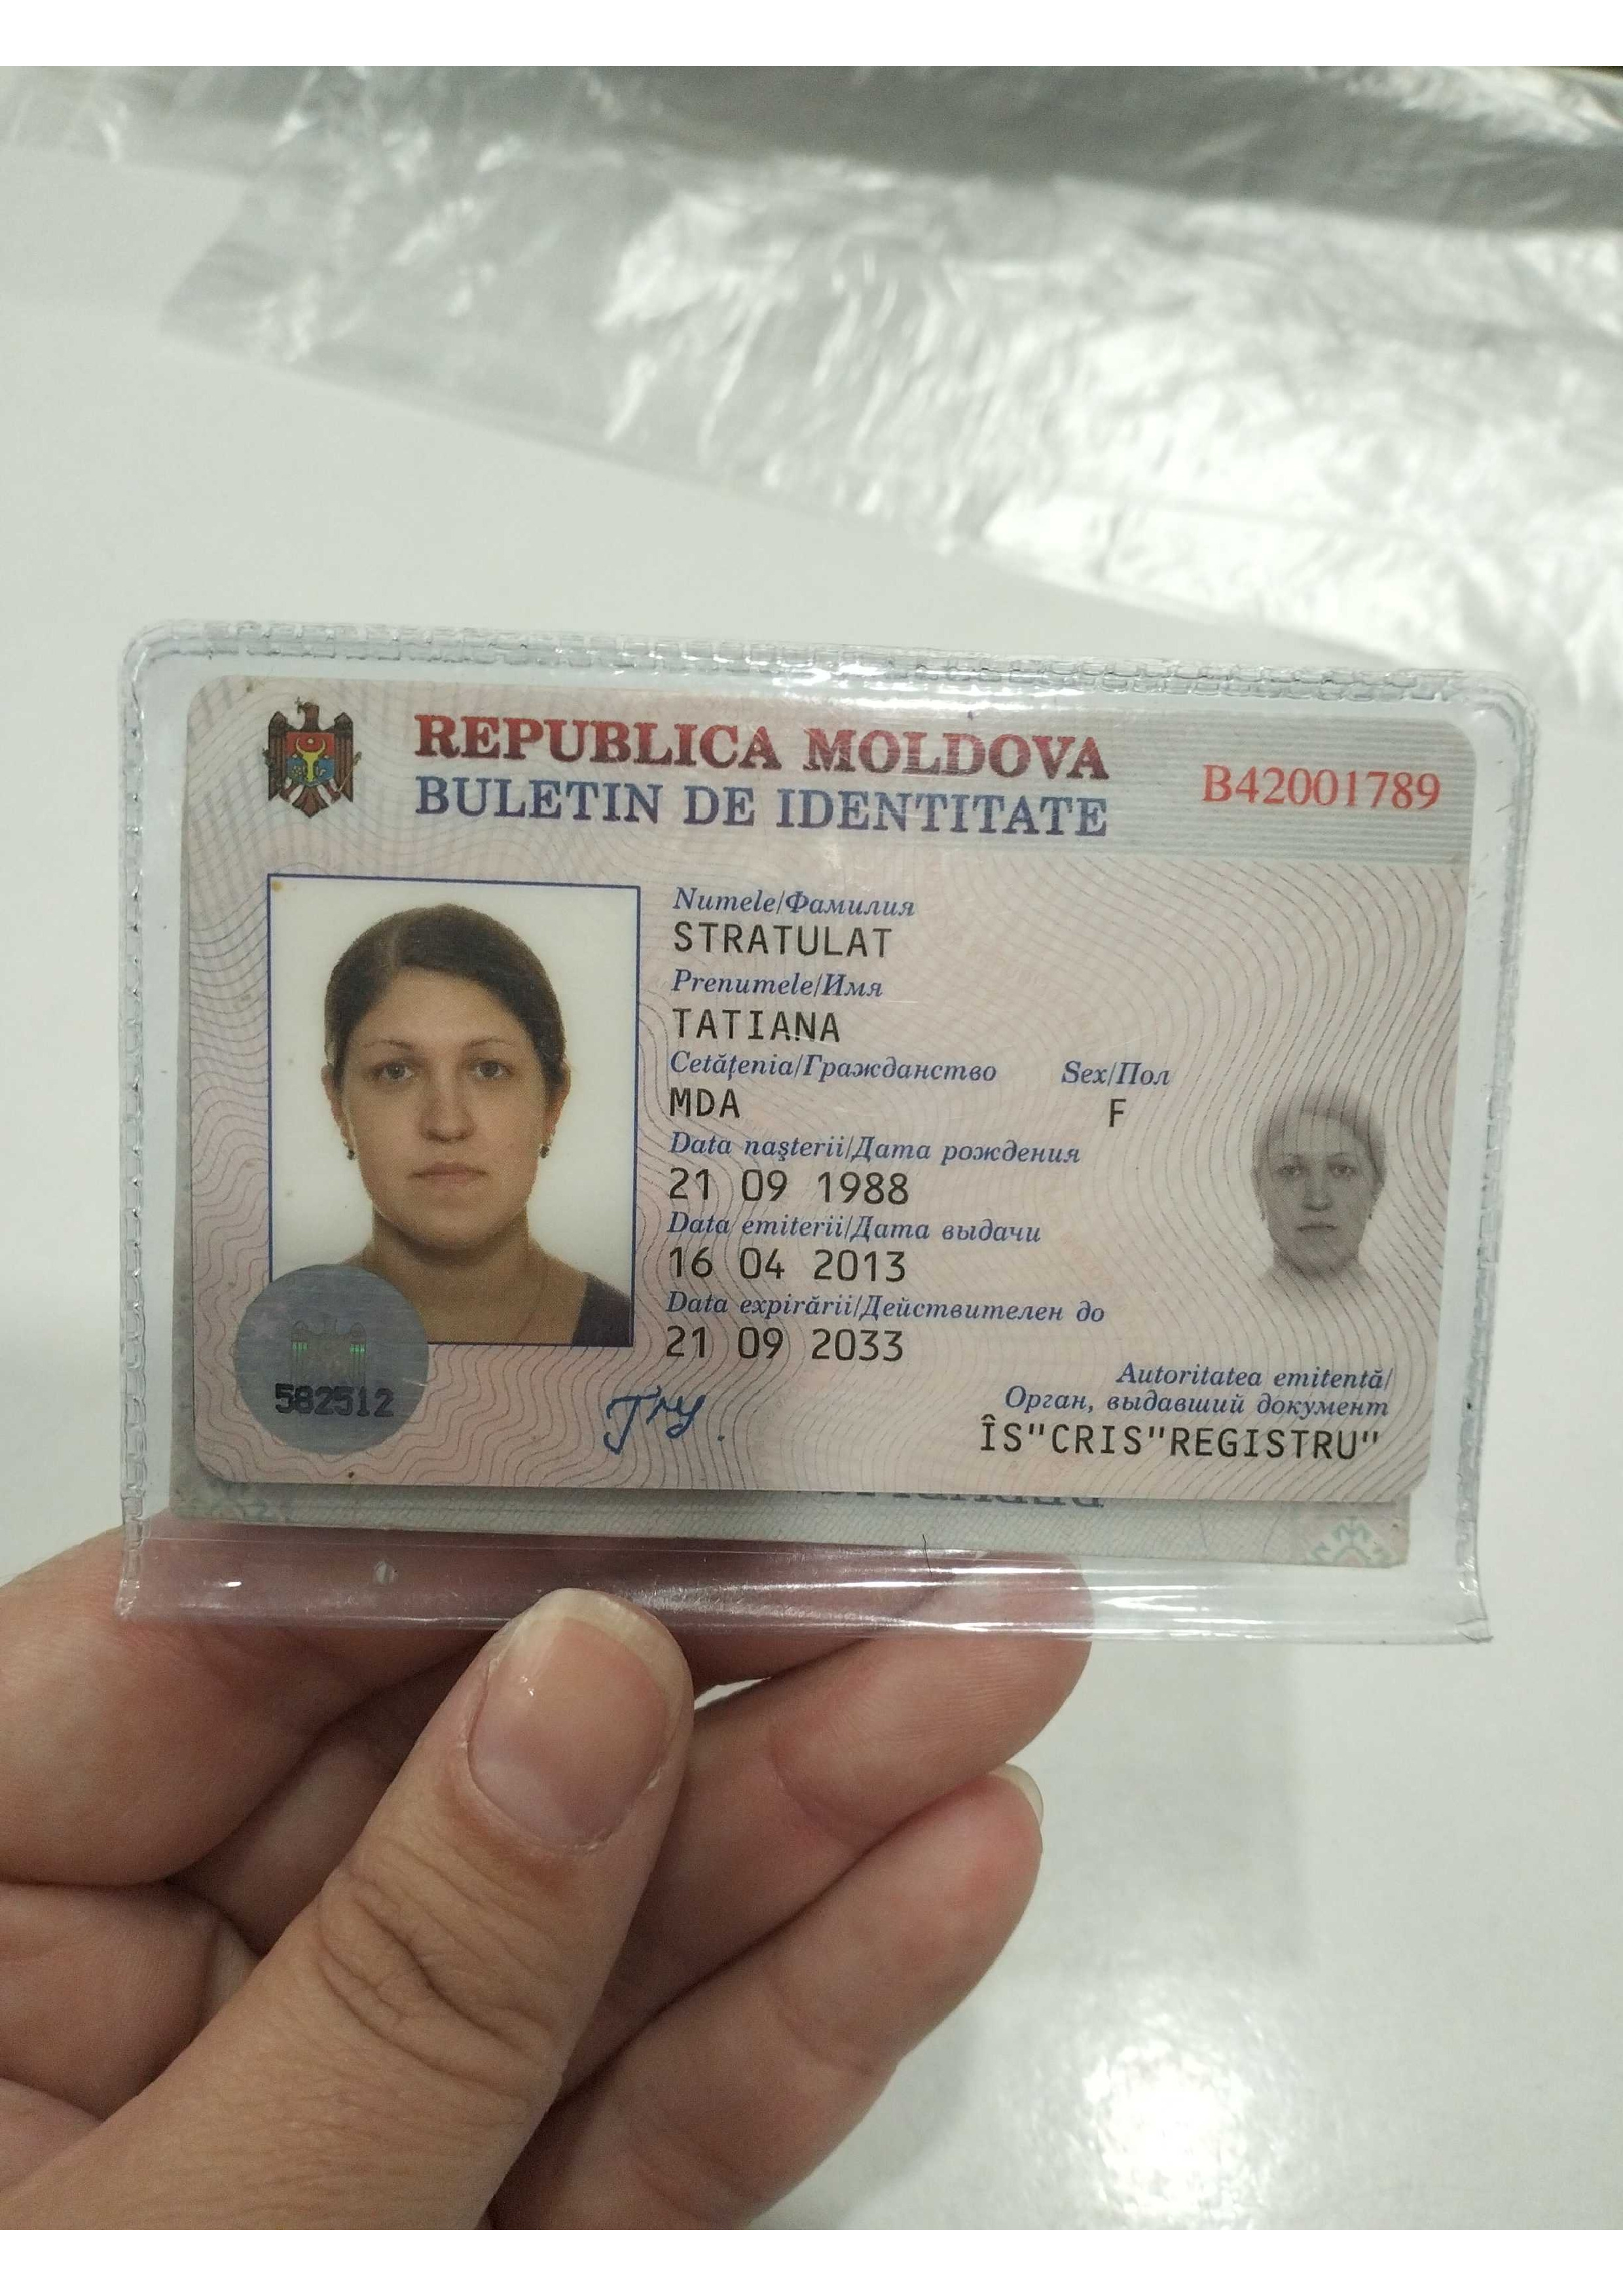 REPUBLICA MOLDOVA
BULETIN DE IDENTITATE
B42001789
Numele/Фамилия
STRATULAT
Prenumele/Имя
TATIANA
Cetăţenia/Гражданство Sex/Пол
MDA F
Data naşterii/Дата рождения
21 09 1988
Data emiterii/Дата выдачи
16 04 2013
Data expirării/Действителен до
21 09 2033
Autoritatea emitentă/
Орган, выдавший документ
ÎS"CRIS"REGISTRU"
582512